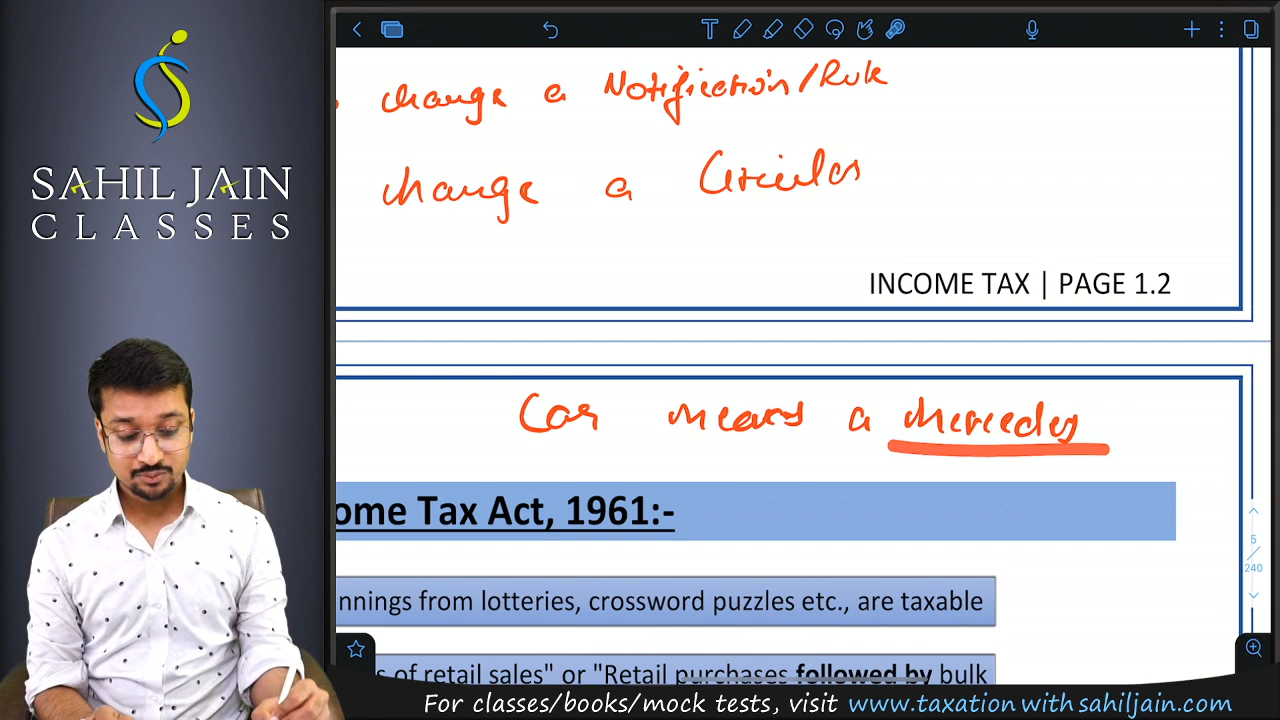 SAHIL JAIN
CLASSES
change a Notification/Rule
change a Circular
INCOME TAX | PAGE 1.2
Car means a Mercedes
ome Tax Act, 1961:-
nnings from lotteries, crossword puzzles etc., are taxable
s of retail sales" or "Retail purchases followed by bulk
5
240
For classes/books/mock tests, visit www.taxationwithsahiljain.com